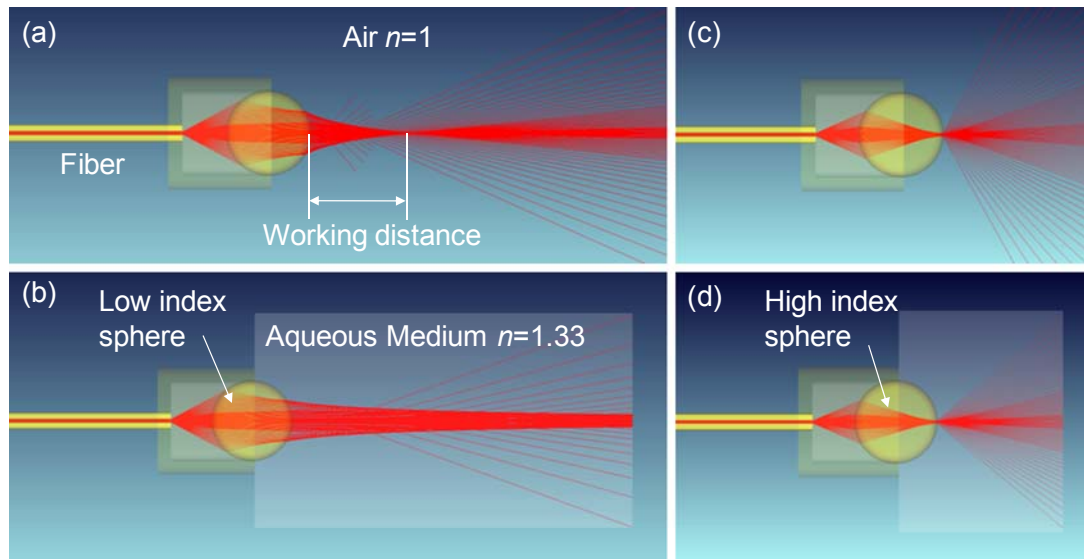 (a)
Air n=1
Fiber
Working distance
(b)
Low index
sphere
Aqueous Medium n=1.33
(c)
(d)
High index
sphere